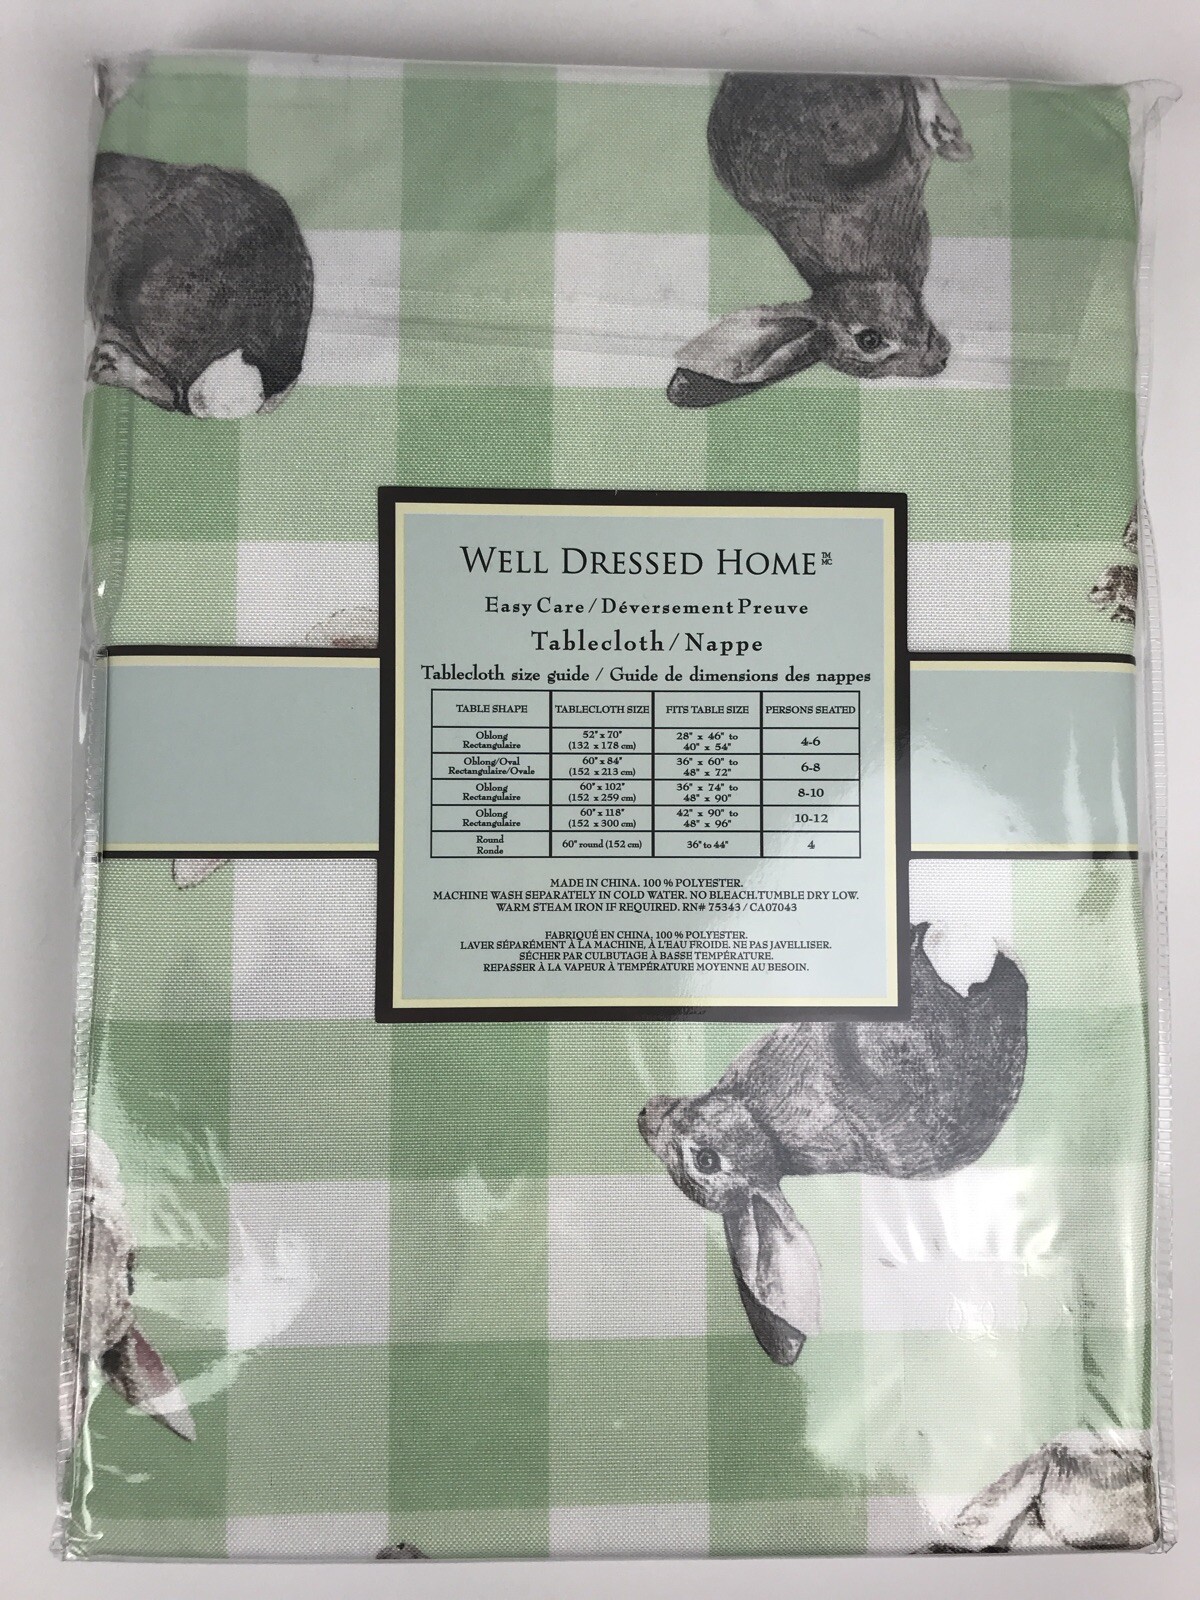 WELL DRESSED HOME™ MC
Easy Care / Déversement Preuve
Tablecloth / Nappe
Tablecloth size guide / Guide de dimensions des nappes
TABLE SHAPE TABLECLOTH SIZE FITS TABLE SIZE PERSONS SEATED
Oblong 52" x 70" 28" x 46" to
Rectangulaire (132 x 178 cm) 40" x 54" 4-6
Oblong/Oval 60" x 84" 36" x 60" to
Rectangulaire/Ovale (152 x 213 cm) 48" x 72" 6-8
Oblong 60" x 102" 36" x 74" to
Rectangulaire (152 x 259 cm) 48" x 90" 8-10
Oblong 60" x 118" 42" x 90" to
Rectangulaire (152 x 300 cm) 48" x 96" 10-12
Round
Ronde 60" round (152 cm) 36" to 44" 4
MADE IN CHINA. 100 % POLYESTER.
MACHINE WASH SEPARATELY IN COLD WATER. NO BLEACH.TUMBLE DRY LOW.
WARM STEAM IRON IF REQUIRED. RN# 75343 / CA07043
FABRIQUÉ EN CHINA, 100 % POLYESTER.
LAVER SÉPARÉMENT À LA MACHINE, À L'EAU FROIDE. NE PAS JAVELLISER.
SÉCHER PAR CULBUTAGE À BASSE TEMPÉRATURE.
REPASSER À LA VAPEUR À TEMPÉRATURE MOYENNE AU BESOIN.